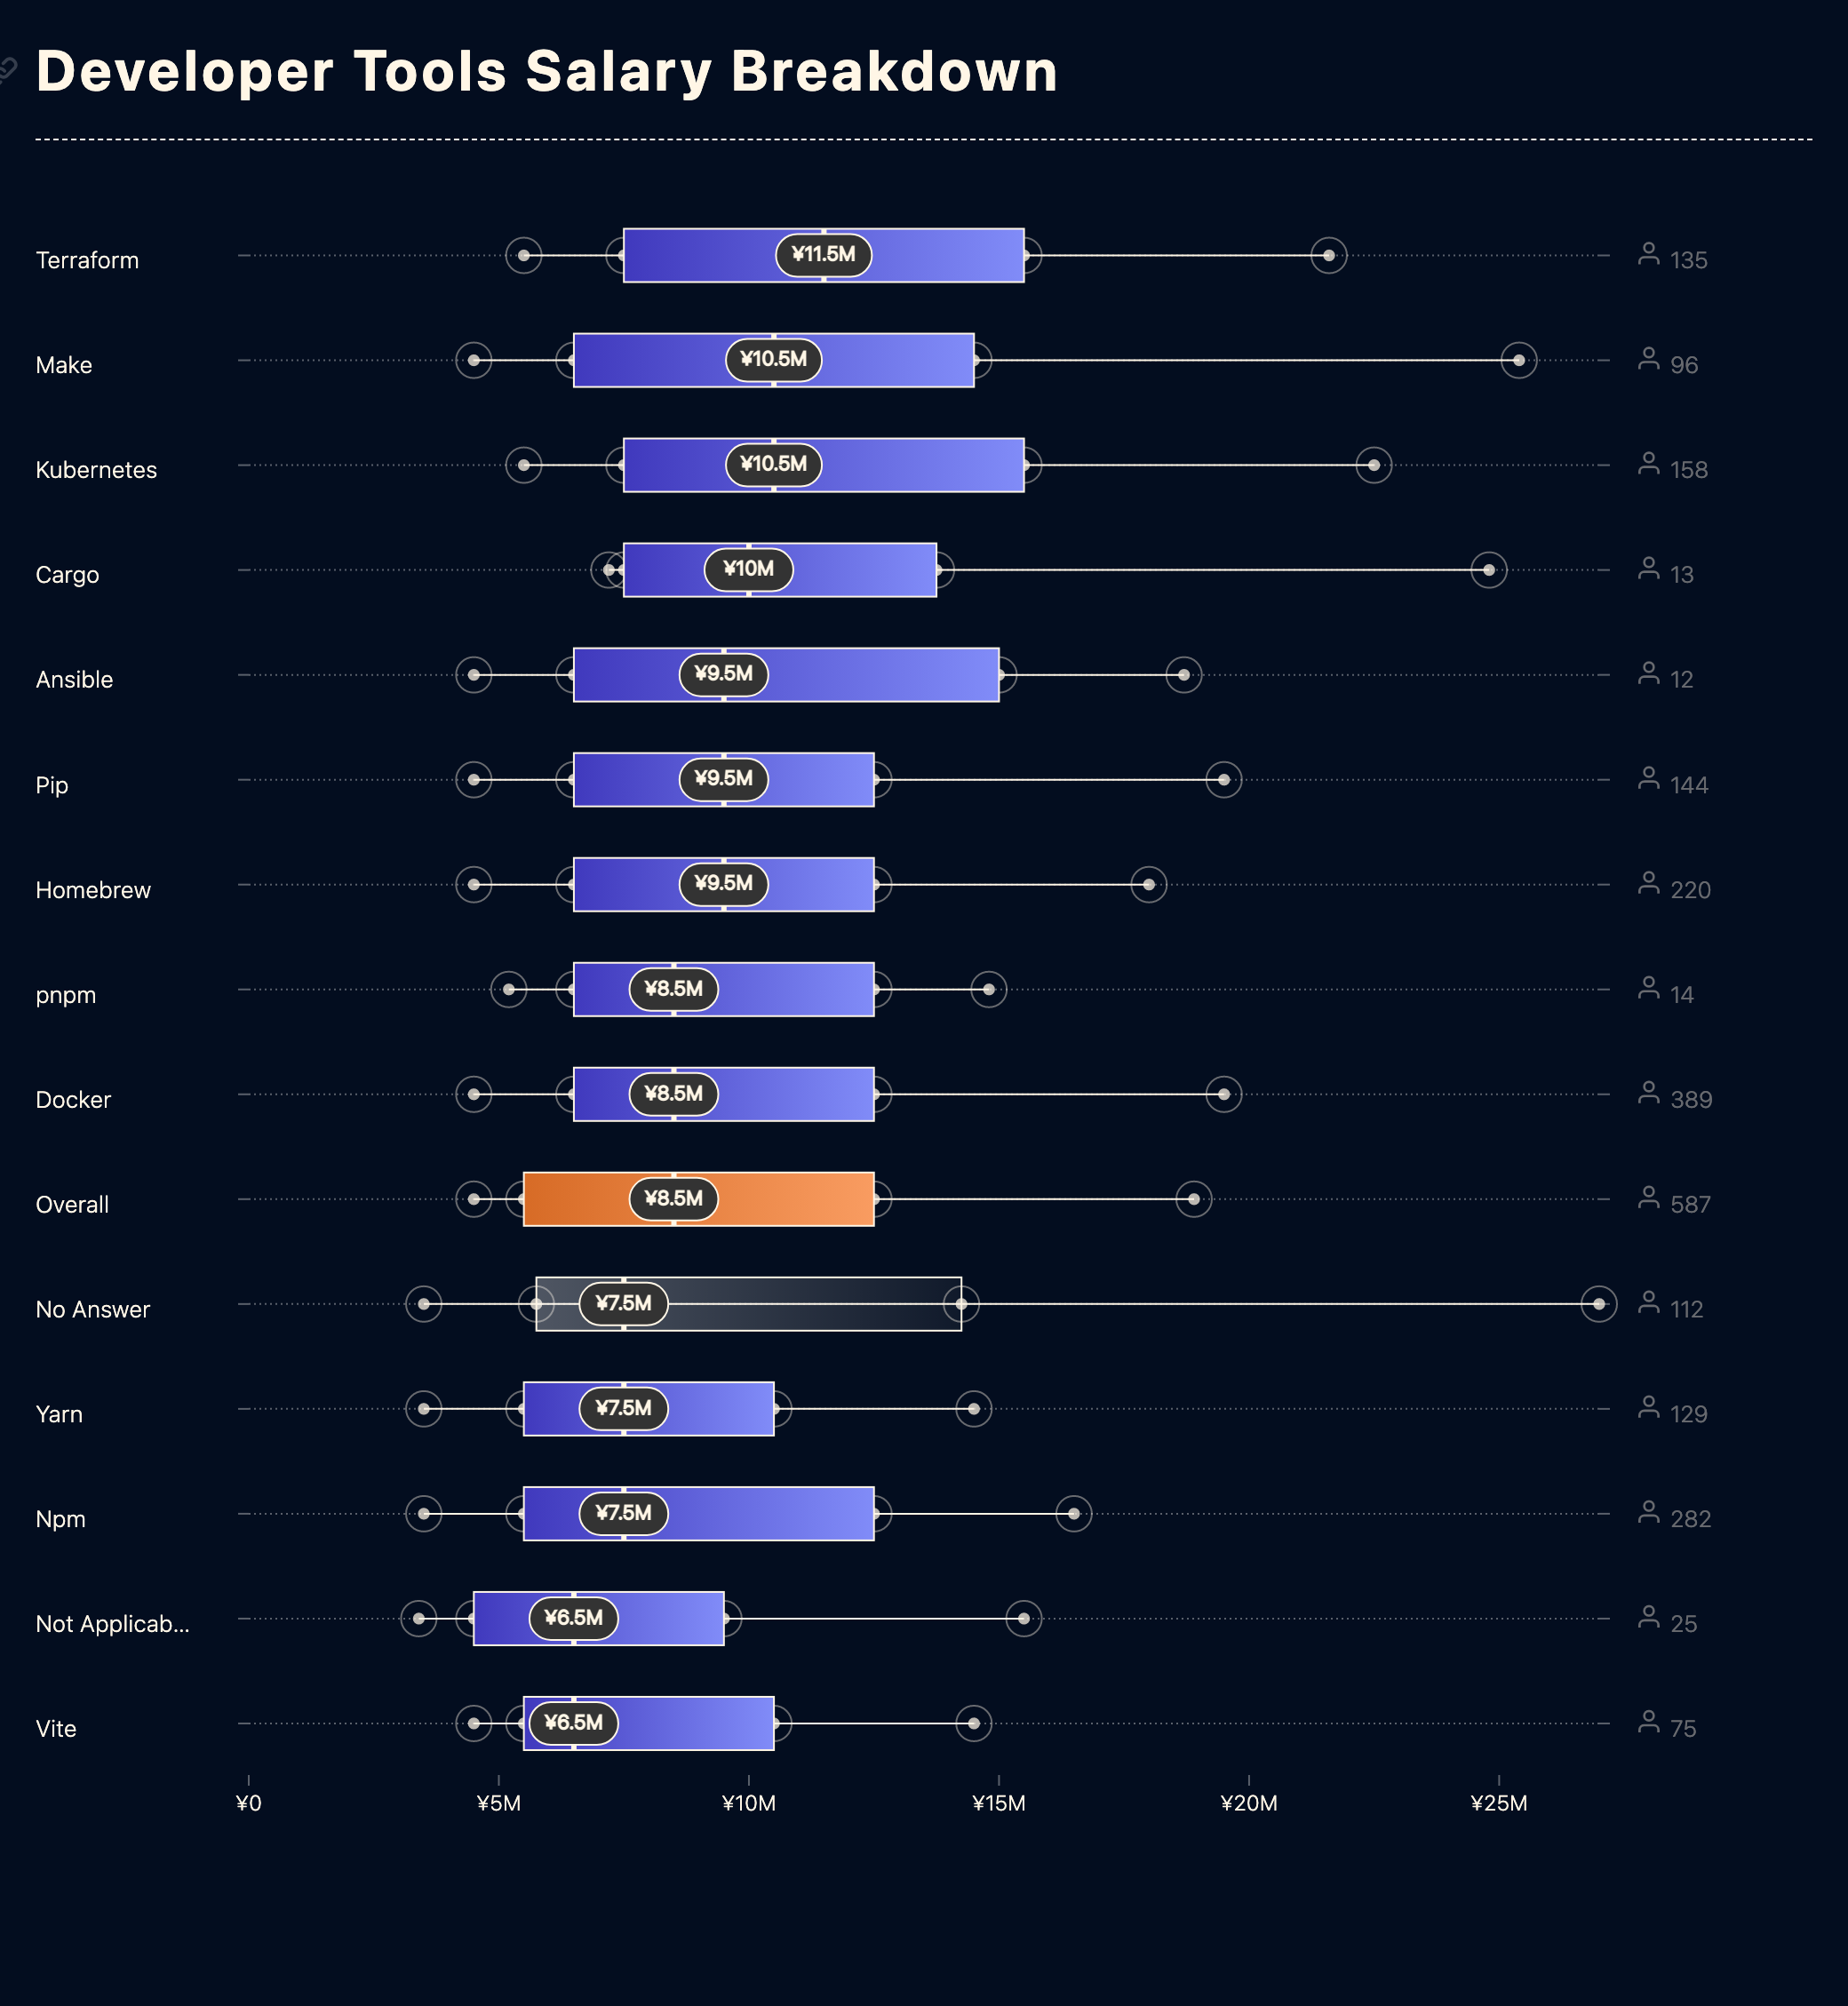 Developer Tools Salary Breakdown
Terraform ¥11.5M 135
Make ¥10.5M 96
Kubernetes ¥10.5M 158
Cargo ¥10M 13
Ansible ¥9.5M 12
Pip ¥9.5M 144
Homebrew ¥9.5M 220
pnpm ¥8.5M 14
Docker ¥8.5M 389
Overall ¥8.5M 587
No Answer ¥7.5M 112
Yarn ¥7.5M 129
Npm ¥7.5M 282
Not Applicab... ¥6.5M 25
Vite ¥6.5M 75
¥0 ¥5M ¥10M ¥15M ¥20M ¥25M